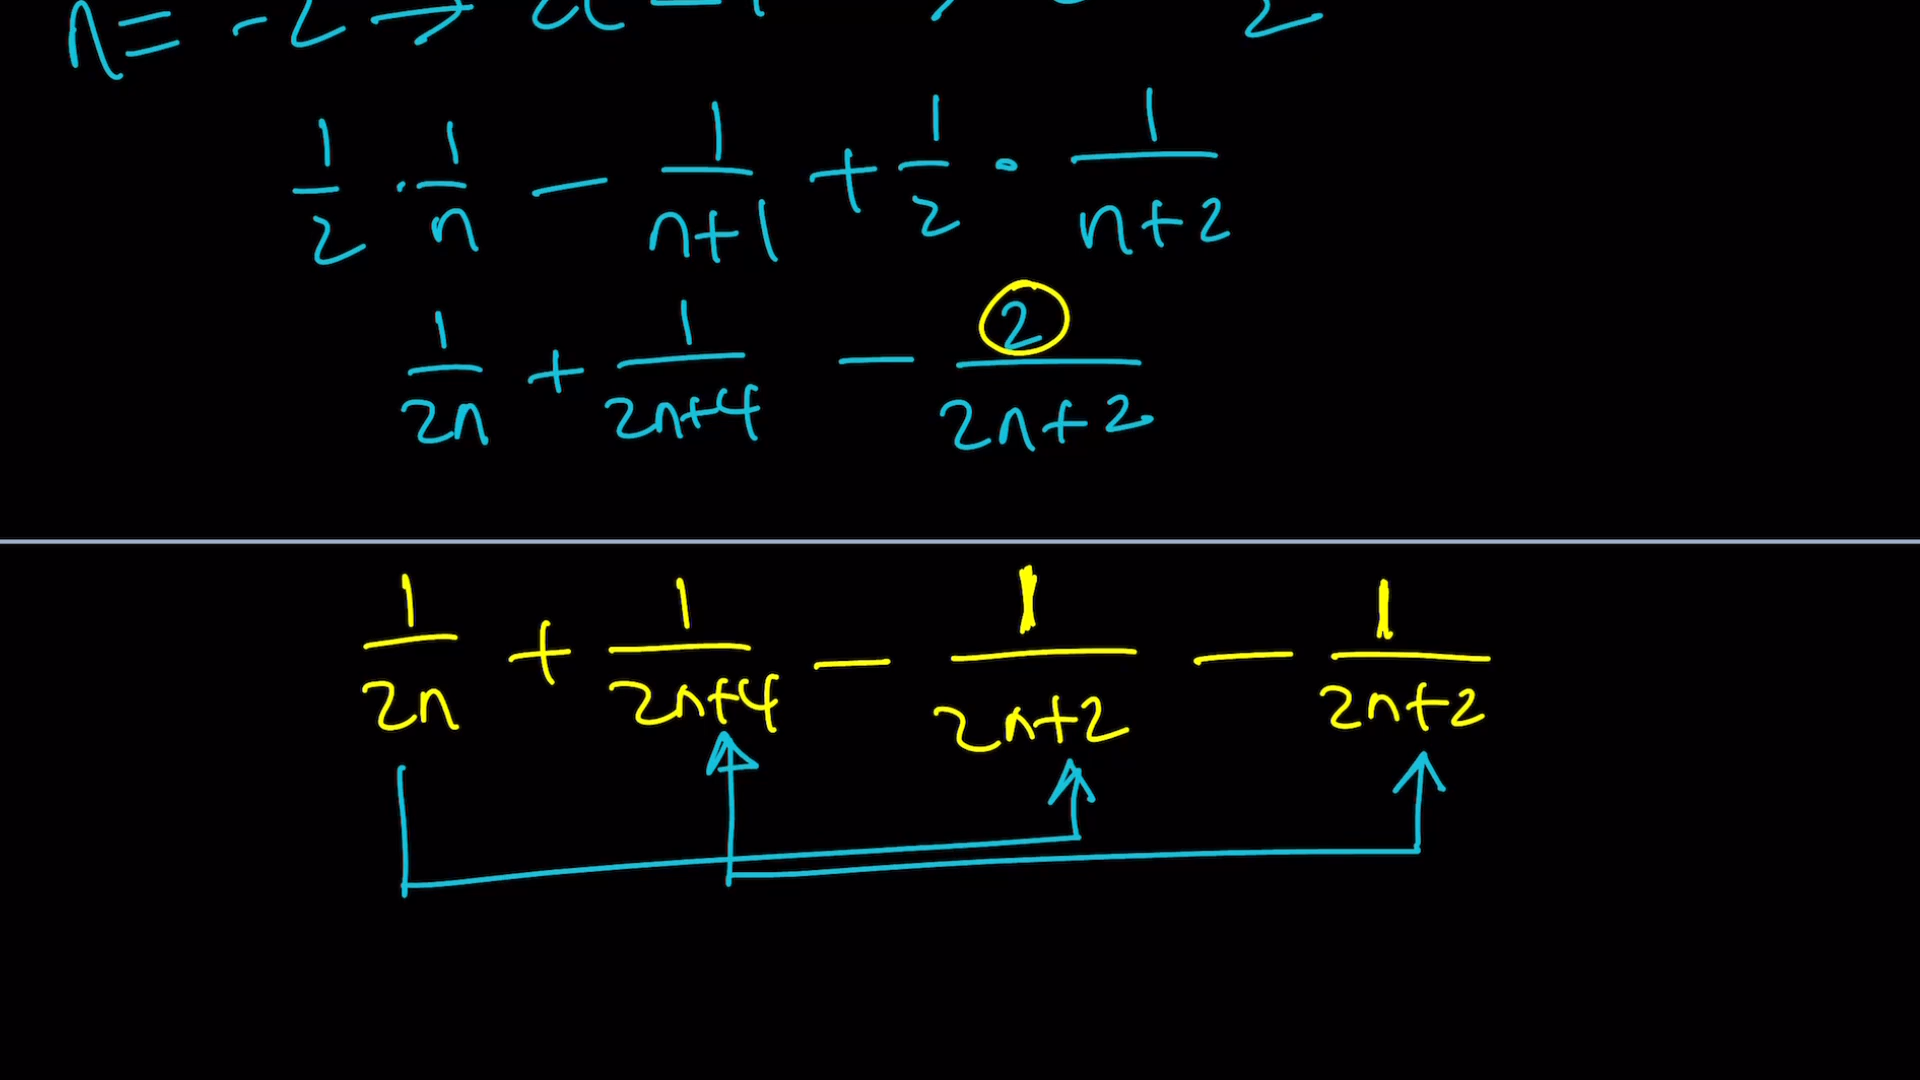 n = -2 →
1/2 · 1/n − 1/(n+1) + 1/2 · 1/(n+2)
1/(2n) + 1/(2n+4) − 2/(2n+2)
1/(2n) + 1/(2n+4) − 1/(2n+2) − 1/(2n+2)